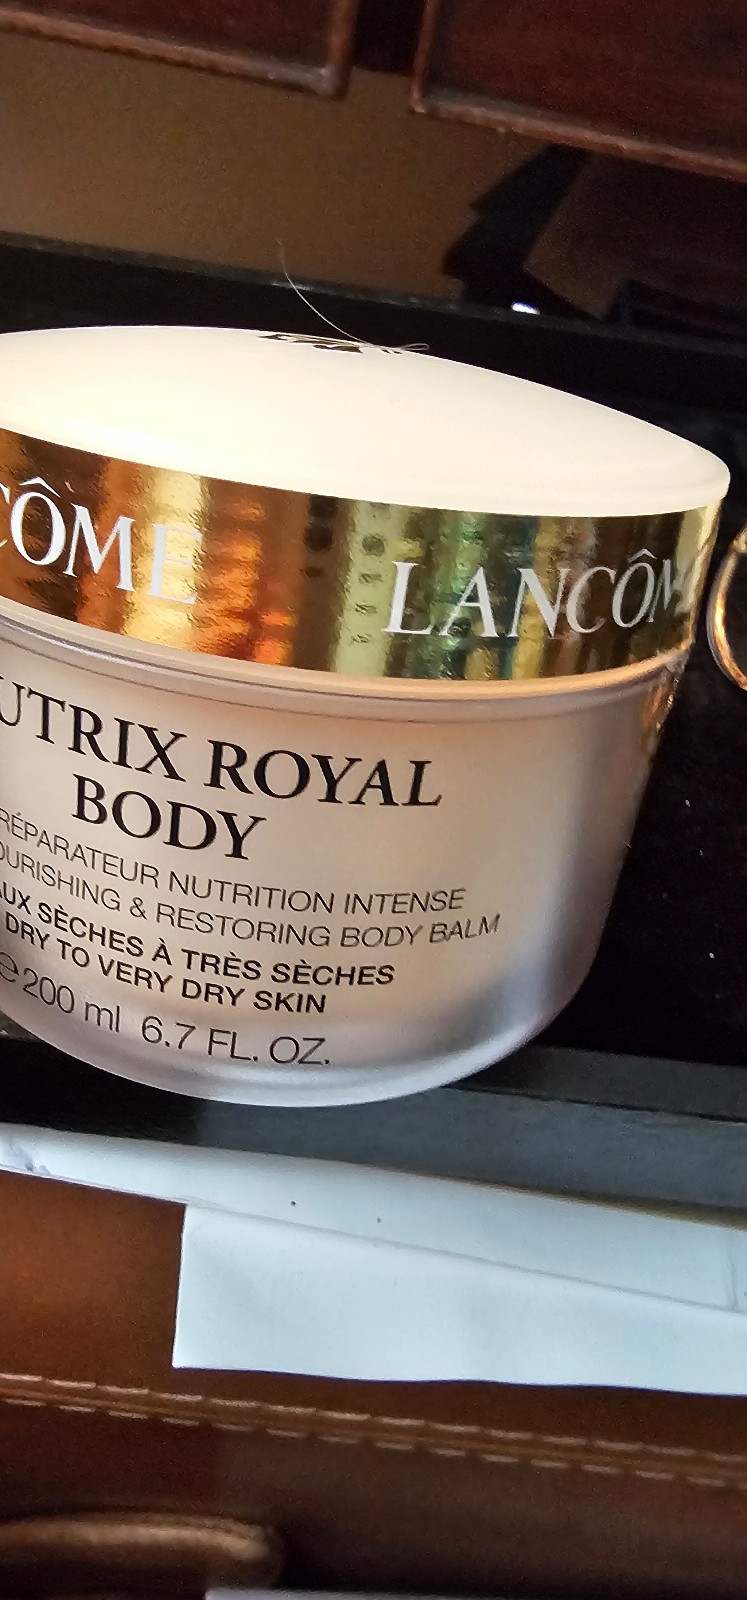 CÔME LANCÔME
UTRIX ROYAL
BODY
RÉPARATEUR NUTRITION INTENSE
OURISHING & RESTORING BODY BALM
AUX SÈCHES À TRÈS SÈCHES
DRY TO VERY DRY SKIN
e 200 ml 6.7 FL. OZ.